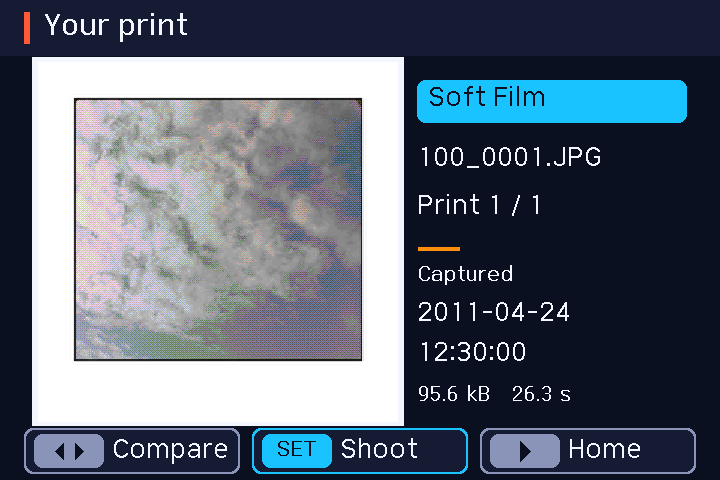 Your print
Soft Film
100_0001.JPG
Print 1 / 1
Captured
2011-04-24
12:30:00
95.6 kB 26.3 s
Compare
SET Shoot
Home